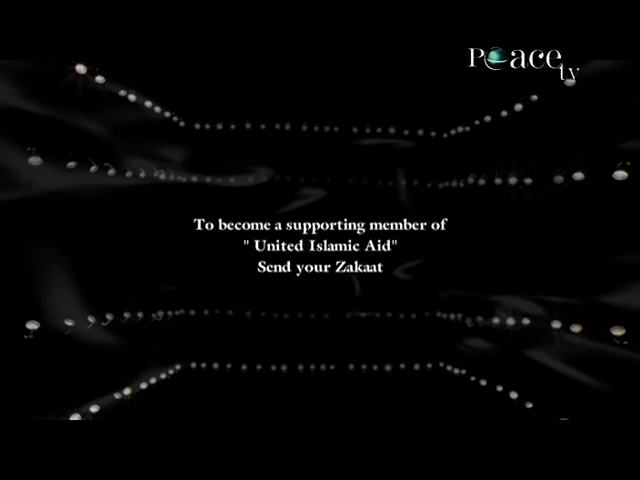 Peace tv
To become a supporting member of
" United Islamic Aid"
Send your Zakaat